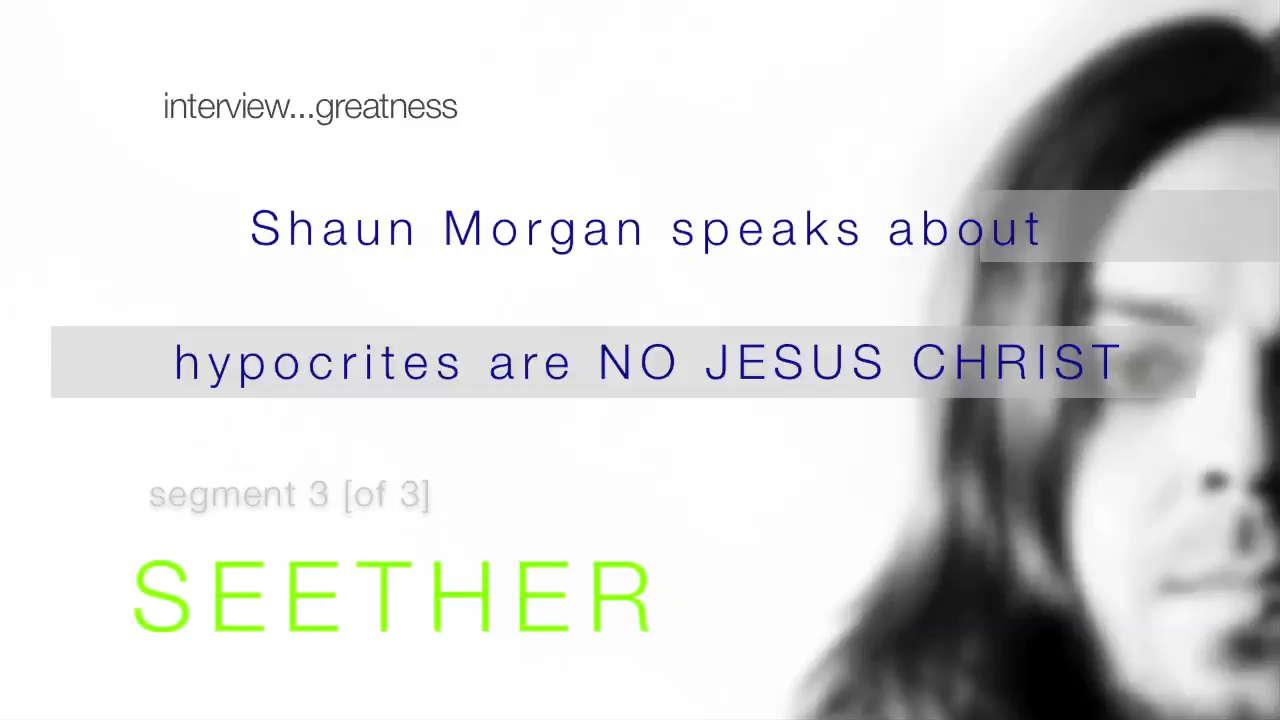 interview...greatness
Shaun Morgan speaks about
hypocrites are NO JESUS CHRIST
segment 3 [of 3]
SEETHER